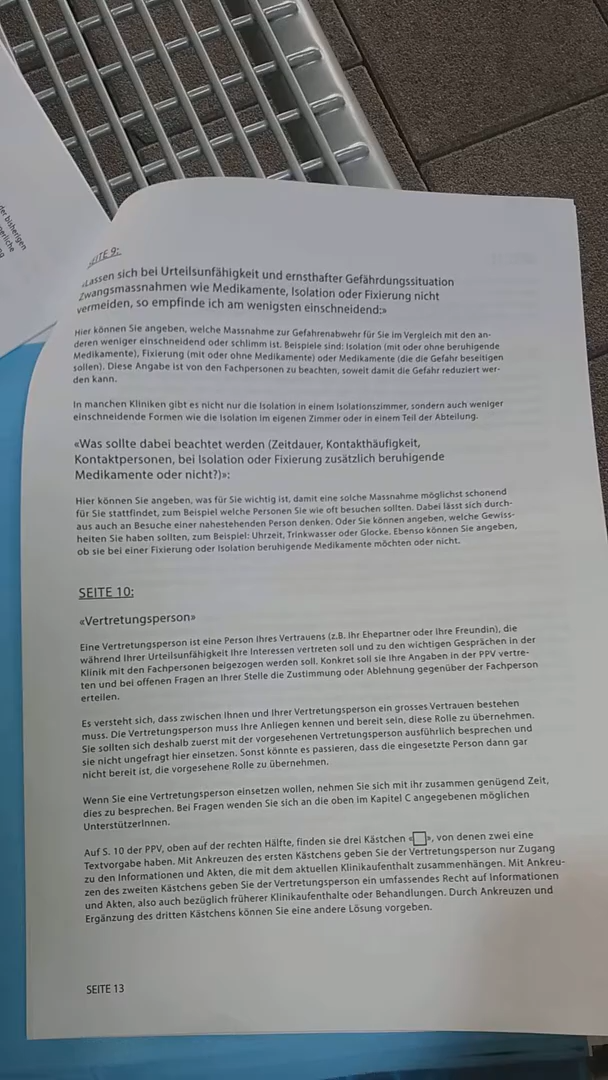 SEITE 9:
«Lassen sich bei Urteilsunfähigkeit und ernsthafter Gefährdungssituation
Zwangsmassnahmen wie Medikamente, Isolation oder Fixierung nicht
vermeiden, so empfinde ich am wenigsten einschneidend:»
Hier können Sie angeben, welche Massnahme zur Gefahrenabwehr für Sie im Vergleich mit den an-
deren weniger einschneidend oder schlimm ist. Beispiele sind: Isolation (mit oder ohne beruhigende
Medikamente), Fixierung (mit oder ohne Medikamente) oder Medikamente (die die Gefahr beseitigen
sollen). Diese Angabe ist von den Fachpersonen zu beachten, soweit damit die Gefahr reduziert wer-
den kann.
In manchen Kliniken gibt es nicht nur die Isolation in einem Isolationszimmer, sondern auch weniger
einschneidende Formen wie die Isolation im eigenen Zimmer oder in einem Teil der Abteilung.
«Was sollte dabei beachtet werden (Zeitdauer, Kontakthäufigkeit,
Kontaktpersonen, bei Isolation oder Fixierung zusätzlich beruhigende
Medikamente oder nicht?)»:
Hier können Sie angeben, was für Sie wichtig ist, damit eine solche Massnahme möglichst schonend
für Sie stattfindet, zum Beispiel welche Personen Sie wie oft besuchen sollten. Dabei lässt sich durch-
aus auch an Besuche einer nahestehenden Person denken. Oder Sie können angeben, welche Gewiss-
heiten Sie haben sollten, zum Beispiel: Uhrzeit, Trinkwasser oder Glocke. Ebenso können Sie angeben,
ob sie bei einer Fixierung oder Isolation beruhigende Medikamente möchten oder nicht.
SEITE 10:
«Vertretungsperson»
Eine Vertretungsperson ist eine Person Ihres Vertrauens (z.B. Ihr Ehepartner oder Ihre Freundin), die
während Ihrer Urteilsunfähigkeit Ihre Interessen vertreten soll und zu den wichtigen Gesprächen in der
Klinik mit den Fachpersonen beigezogen werden soll. Konkret soll sie Ihre Angaben in der PPV vertre-
ten und bei offenen Fragen an Ihrer Stelle die Zustimmung oder Ablehnung gegenüber der Fachperson
erteilen.
Es versteht sich, dass zwischen Ihnen und Ihrer Vertretungsperson ein grosses Vertrauen bestehen
muss. Die Vertretungsperson muss Ihre Anliegen kennen und bereit sein, diese Rolle zu übernehmen.
Sie sollten sich deshalb zuerst mit der vorgesehenen Vertretungsperson ausführlich besprechen und
sie nicht ungefragt hier einsetzen. Sonst könnte es passieren, dass die eingesetzte Person dann gar
nicht bereit ist, die vorgesehene Rolle zu übernehmen.
Wenn Sie eine Vertretungsperson einsetzen wollen, nehmen Sie sich mit ihr zusammen genügend Zeit,
dies zu besprechen. Bei Fragen wenden Sie sich an die oben im Kapitel C angegebenen möglichen
UnterstützerInnen.
Auf S. 10 der PPV, oben auf der rechten Hälfte, finden sie drei Kästchen «☐», von denen zwei eine
Textvorgabe haben. Mit Ankreuzen des ersten Kästchens geben Sie der Vertretungsperson nur Zugang
zu den Informationen und Akten, die mit dem aktuellen Klinikaufenthalt zusammenhängen. Mit Ankreu-
zen des zweiten Kästchens geben Sie der Vertretungsperson ein umfassendes Recht auf Informationen
und Akten, also auch bezüglich früherer Klinikaufenthalte oder Behandlungen. Durch Ankreuzen und
Ergänzung des dritten Kästchens können Sie eine andere Lösung vorgeben.
SEITE 13
der bisherigen